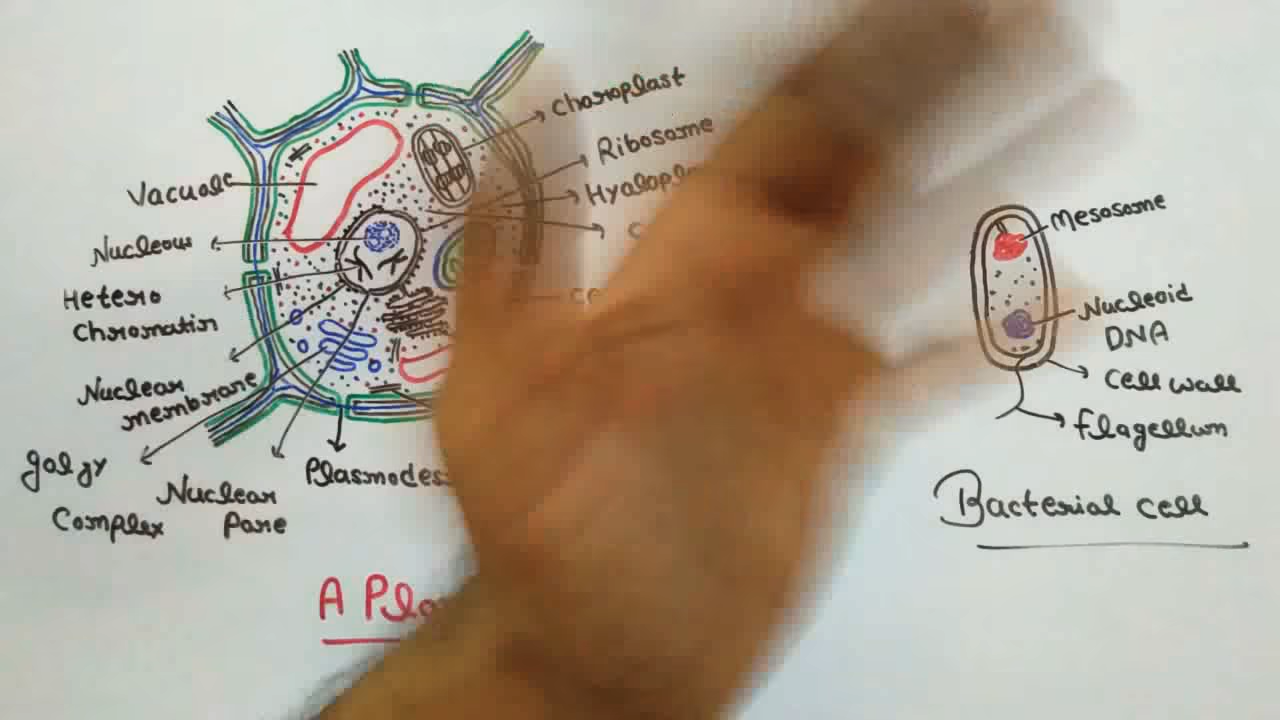 Choroplast
Ribosome
Vacuale
Nucleous
Hetero
Chromatin
Nuclear
membrane
Golgy
Complex
Nuclear
Pore
A
Mesosome
Nucleoid
DNA
Cell wall
flagellum
Bacterial cell